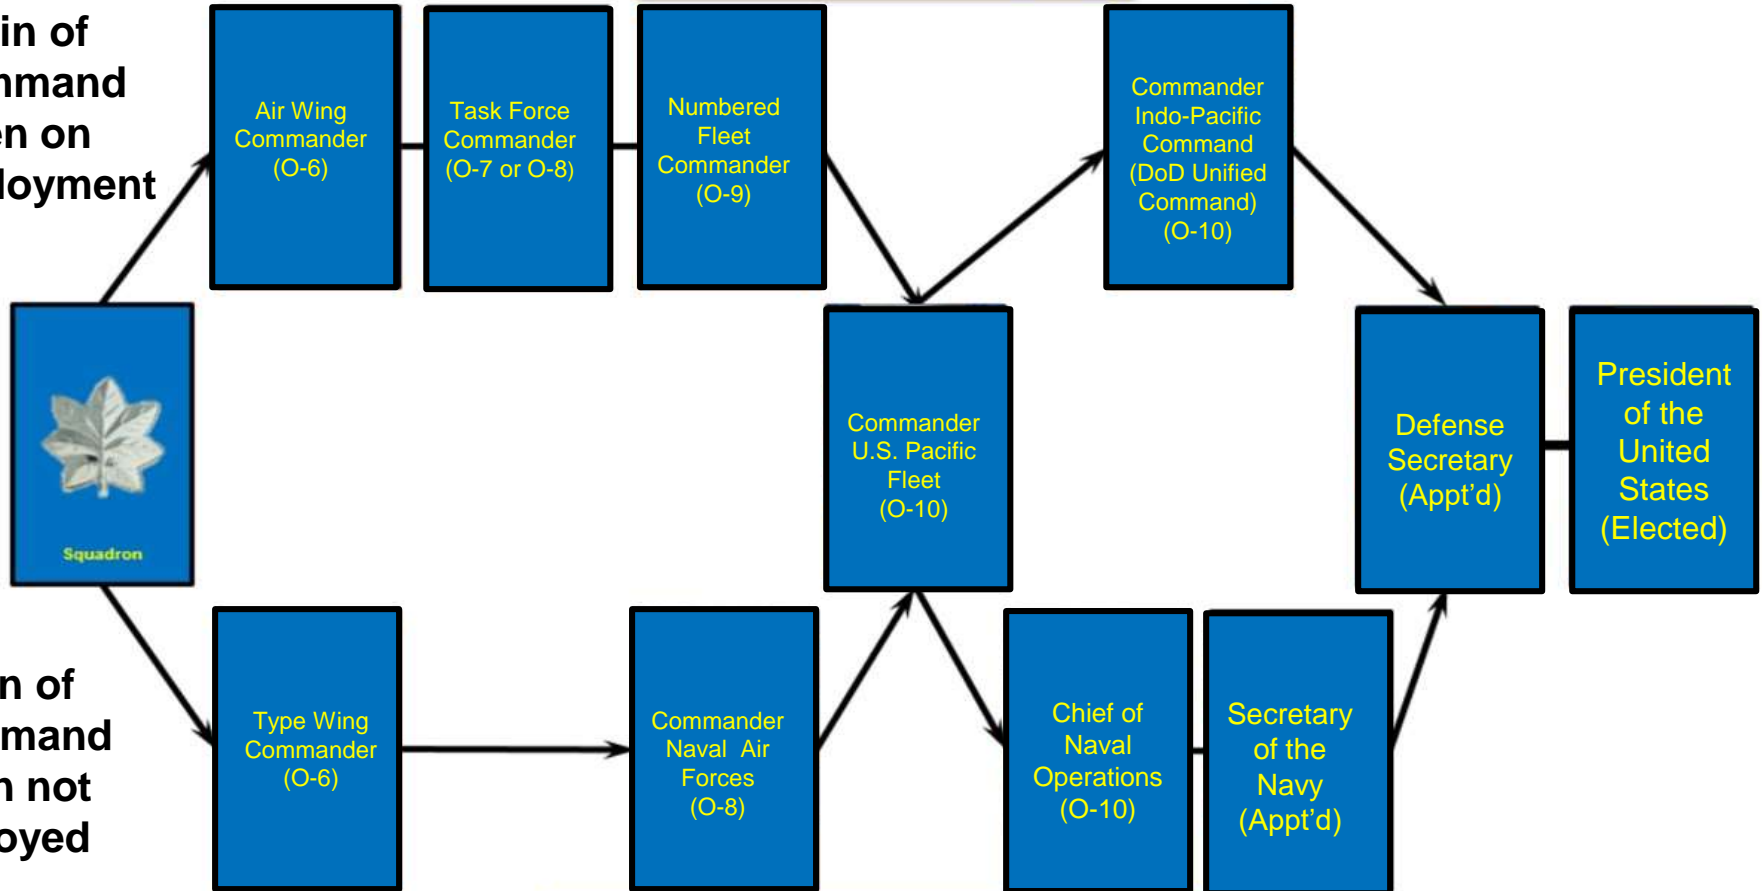 in of
mmand
en on
loyment
Air Wing
Commander
(O-6)
Task Force
Commander
(O-7 or O-8)
Numbered
Fleet
Commander
(O-9)
Commander
Indo-Pacific
Command
(DoD Unified
Command)
(O-10)
Squadron
Commander
U.S. Pacific
Fleet
(O-10)
Defense
Secretary
(Appt’d)
President
of the
United
States
(Elected)
n of
mand
n not
oyed
Type Wing
Commander
(O-6)
Commander
Naval Air
Forces
(O-8)
Chief of
Naval
Operations
(O-10)
Secretary
of the
Navy
(Appt’d)